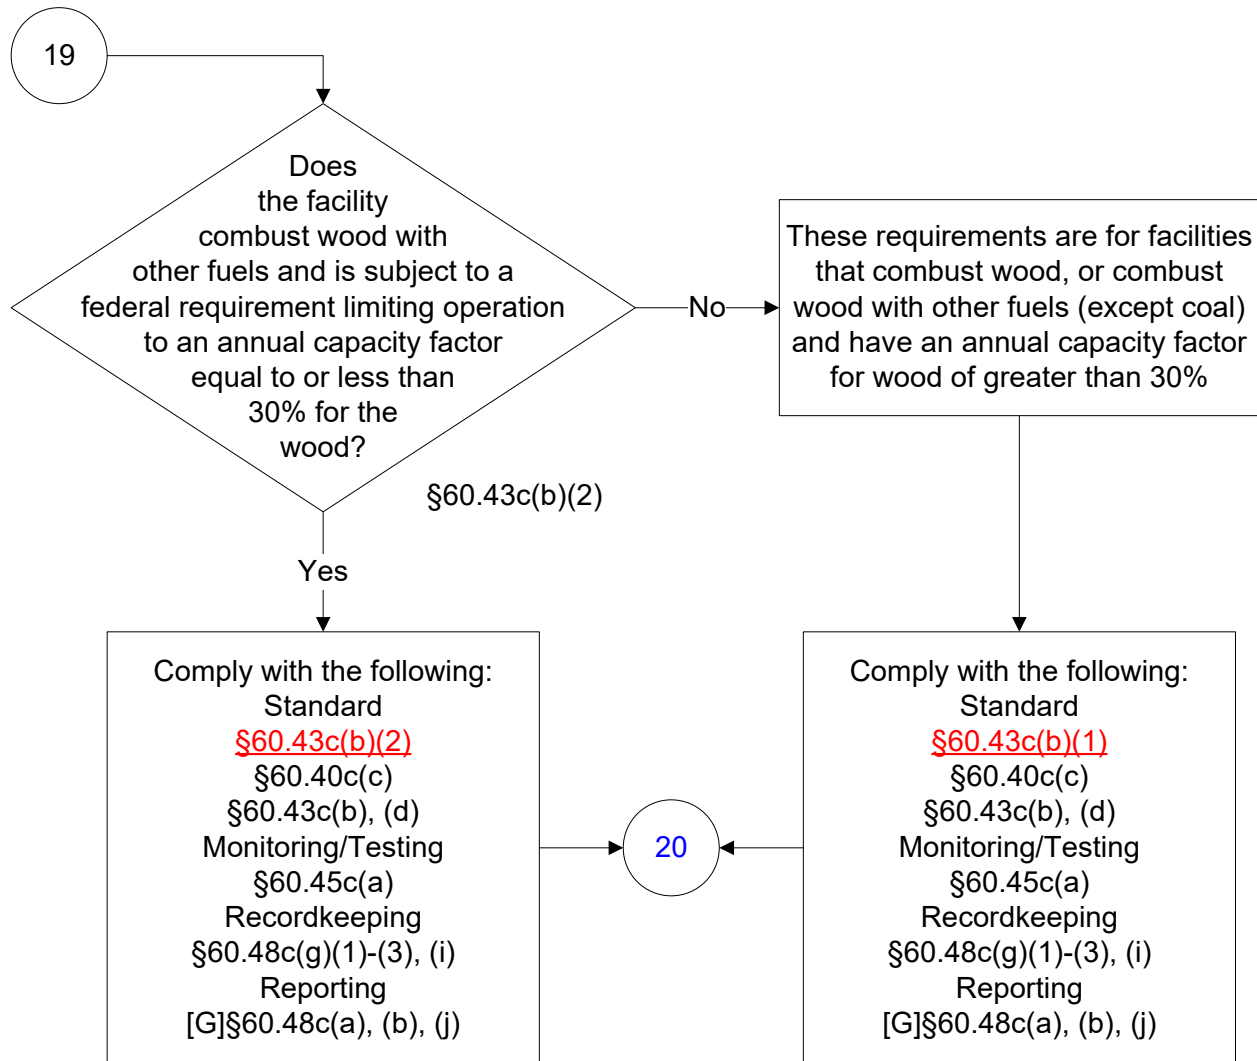 19
Does
the facility
combust wood with
other fuels and is subject to a
federal requirement limiting operation
to an annual capacity factor
equal to or less than
30% for the
wood?
§60.43c(b)(2)
No
These requirements are for facilities
that combust wood, or combust
wood with other fuels (except coal)
and have an annual capacity factor
for wood of greater than 30%
Yes
Comply with the following:
Standard
§60.43c(b)(2)
§60.40c(c)
§60.43c(b), (d)
Monitoring/Testing
§60.45c(a)
Recordkeeping
§60.48c(g)(1)-(3), (i)
Reporting
[G]§60.48c(a), (b), (j)
20
Comply with the following:
Standard
§60.43c(b)(1)
§60.40c(c)
§60.43c(b), (d)
Monitoring/Testing
§60.45c(a)
Recordkeeping
§60.48c(g)(1)-(3), (i)
Reporting
[G]§60.48c(a), (b), (j)